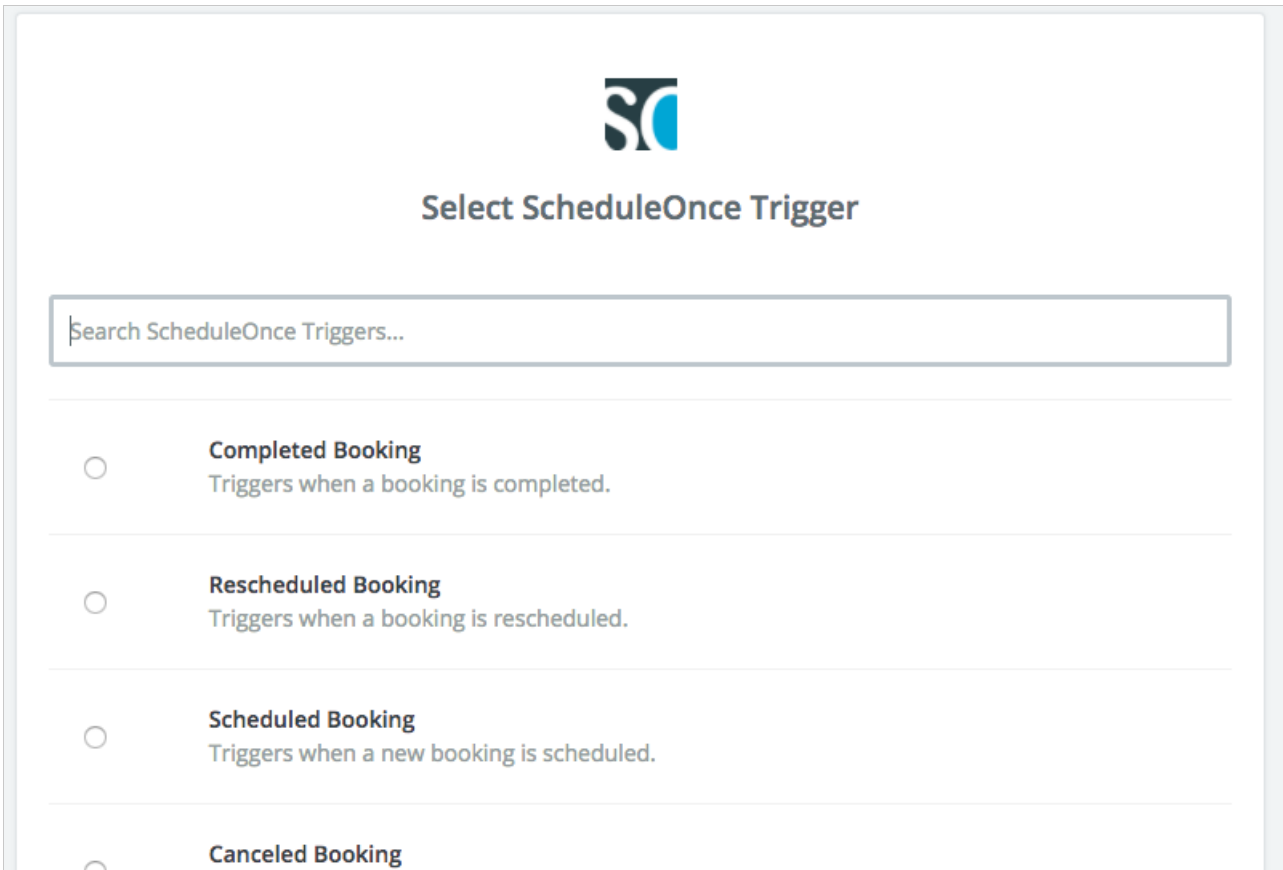 SO
Select ScheduleOnce Trigger
Search ScheduleOnce Triggers...
Completed Booking
Triggers when a booking is completed.
Rescheduled Booking
Triggers when a booking is rescheduled.
Scheduled Booking
Triggers when a new booking is scheduled.
Canceled Booking